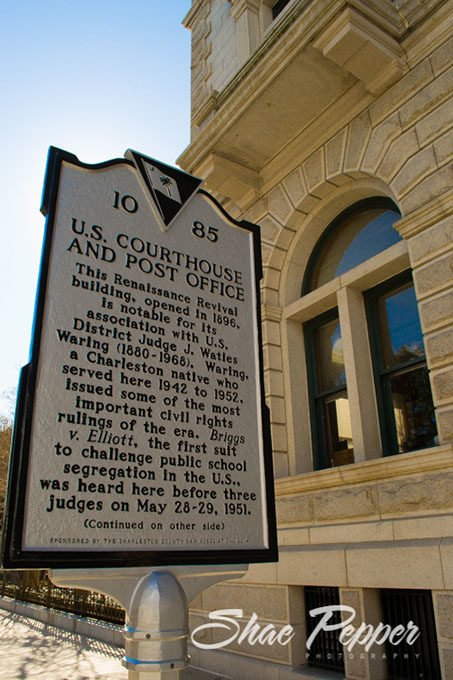 10 85
U.S. COURTHOUSE
AND POST OFFICE
This Renaissance Revival
building, opened in 1896,
is notable for its
association with U.S.
District Judge J. Waties
Waring (1880-1968). Waring,
a Charleston native who
served here 1942 to 1952,
issued some of the most
important civil rights
rulings of the era. Briggs
v. Elliott, the first suit
to challenge public school
segregation in the U.S.,
was heard here before three
judges on May 28-29, 1951.
(Continued on other side)
SPONSORED BY THE CHARLESTON COUNTY BAR ASSOCIATION, 2014
Shae Pepper
PHOTOGRAPHY